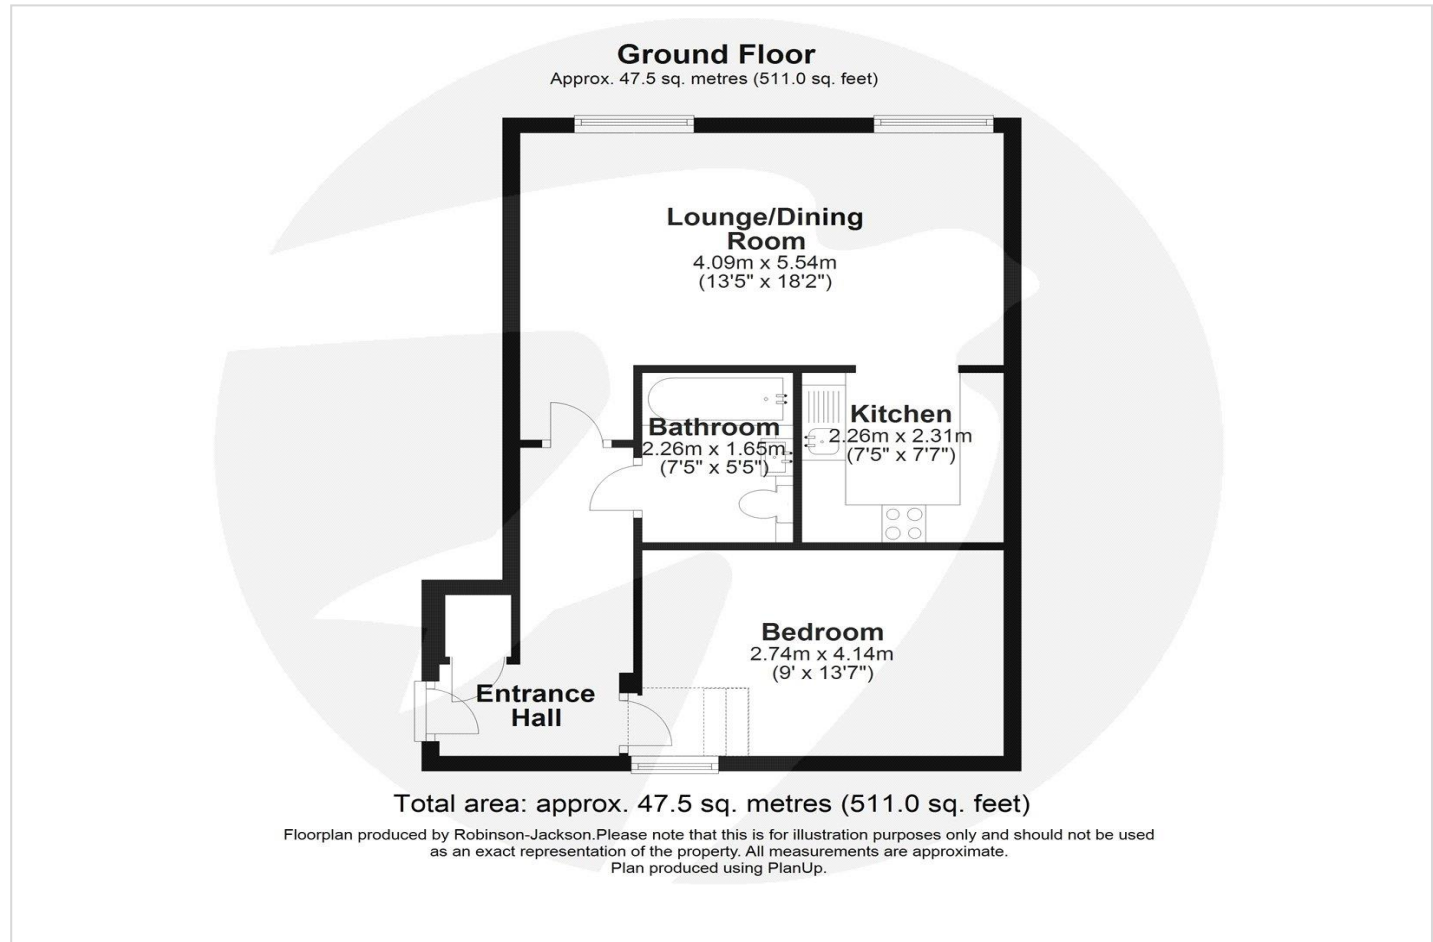 Ground Floor
Approx. 47.5 sq. metres (511.0 sq. feet)
Lounge/Dining
Room
4.09m x 5.54m
(13'5" x 18'2")
Bathroom
2.26m x 1.65m
(7'5" x 5'5")
Kitchen
2.26m x 2.31m
(7'5" x 7'7")
Bedroom
2.74m x 4.14m
(9' x 13'7")
Entrance
Hall
Total area: approx. 47.5 sq. metres (511.0 sq. feet)
Floorplan produced by Robinson-Jackson.Please note that this is for illustration purposes only and should not be used
as an exact representation of the property. All measurements are approximate.
Plan produced using PlanUp.